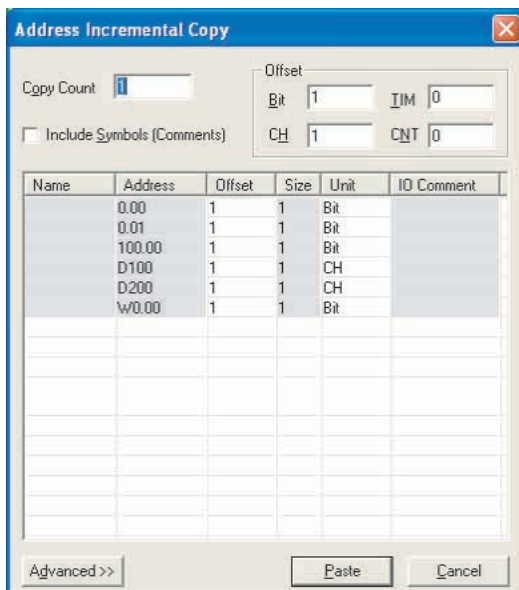 Address Incremental Copy
Copy Count 1
Include Symbols (Comments)
Offset
Bit 1 TIM 0
CH 1 CNT 0
Name Address Offset Size Unit IO Comment
0.00 1 1 Bit
0.01 1 1 Bit
100.00 1 1 Bit
D100 1 1 CH
D200 1 1 CH
W0.00 1 1 Bit
Advanced >> Paste Cancel